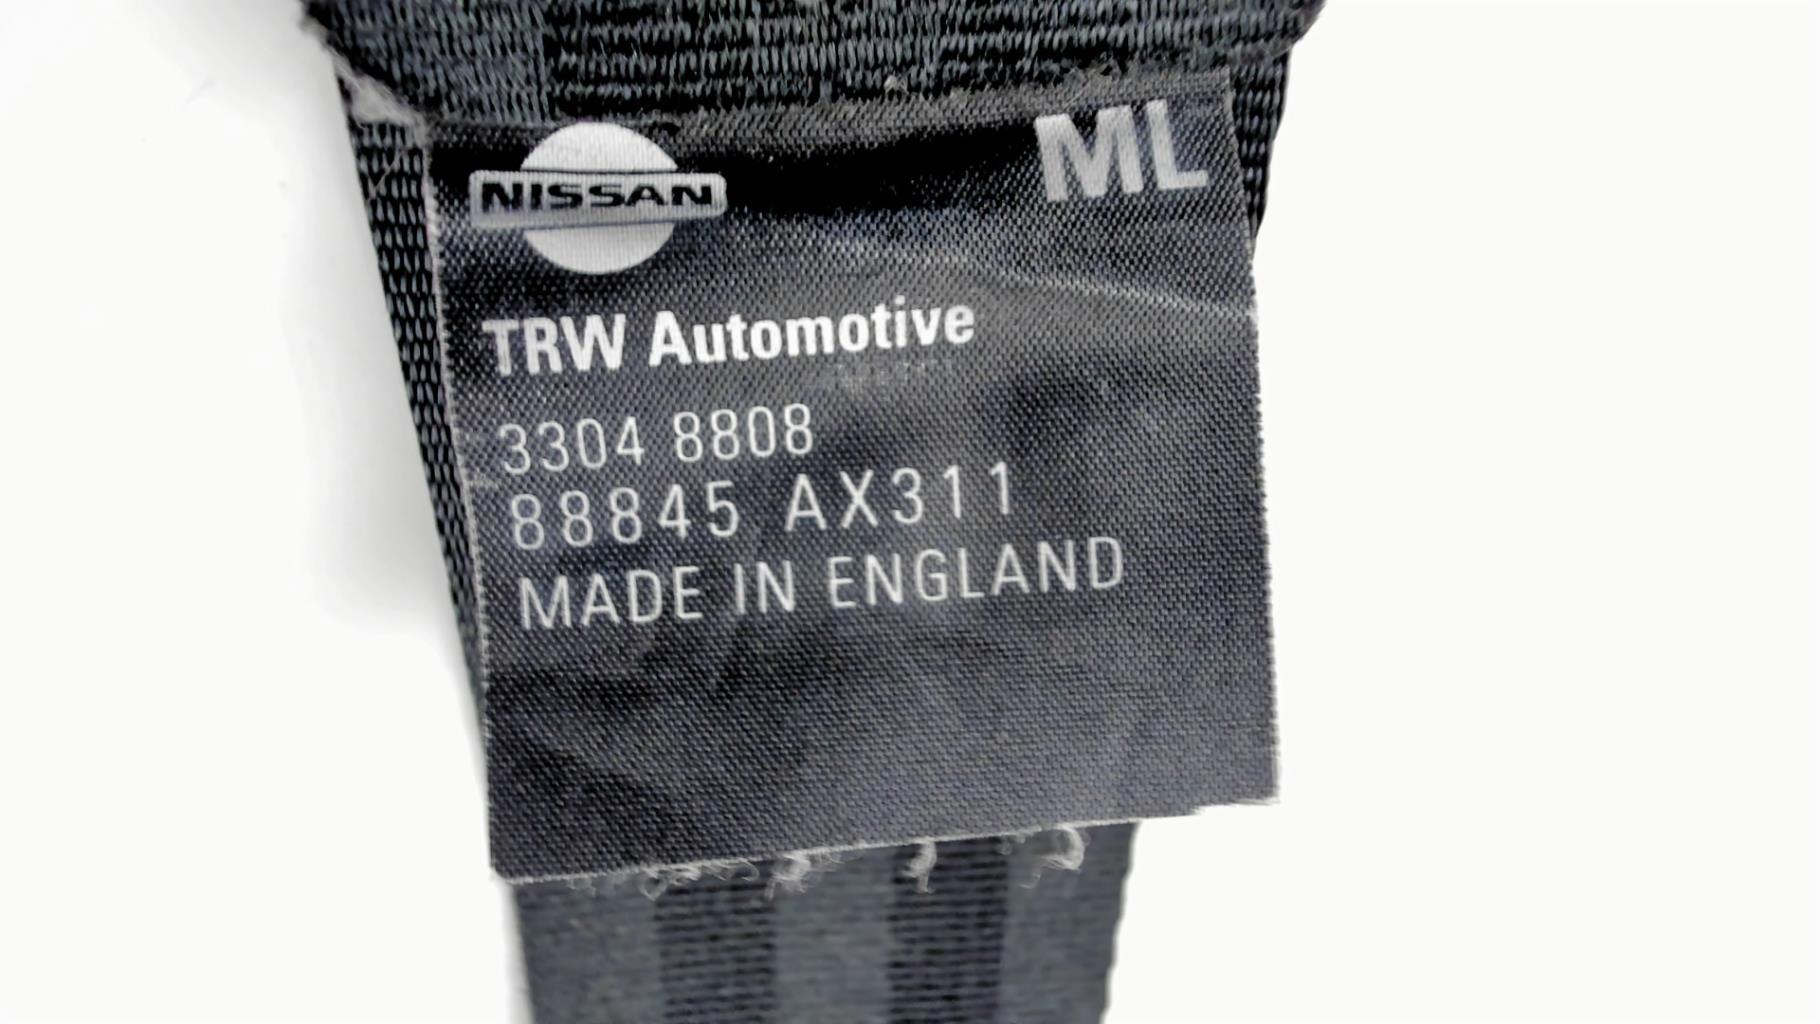 NISSAN
ML
TRW Automotive
3304 8808
88845 AX311
MADE IN ENGLAND